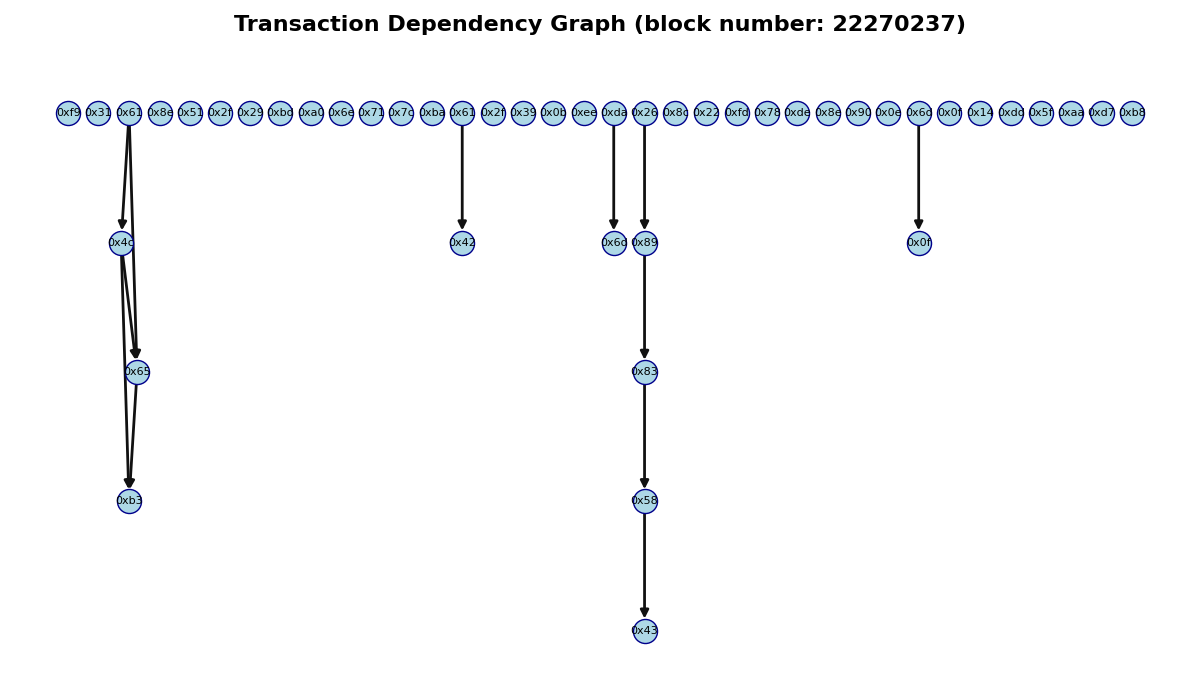 Transaction Dependency Graph (block number: 22270237)
0xf9 0x31 0x61 0x8e 0x51 0x2f 0x29 0xbd 0xa0 0x6e 0x71 0x7c 0xba 0x61 0x2f 0x39 0x0b 0xee 0xda 0x26 0x8c 0x22 0xfd 0x78 0xde 0x8e 0x90 0x0e 0x6d 0x0f 0x14 0xdd 0x5f 0xaa 0xd7 0xb8
0x4c 0x42 0x6d 0x89 0x0f
0x65 0x83
0xb3 0x58
0x43